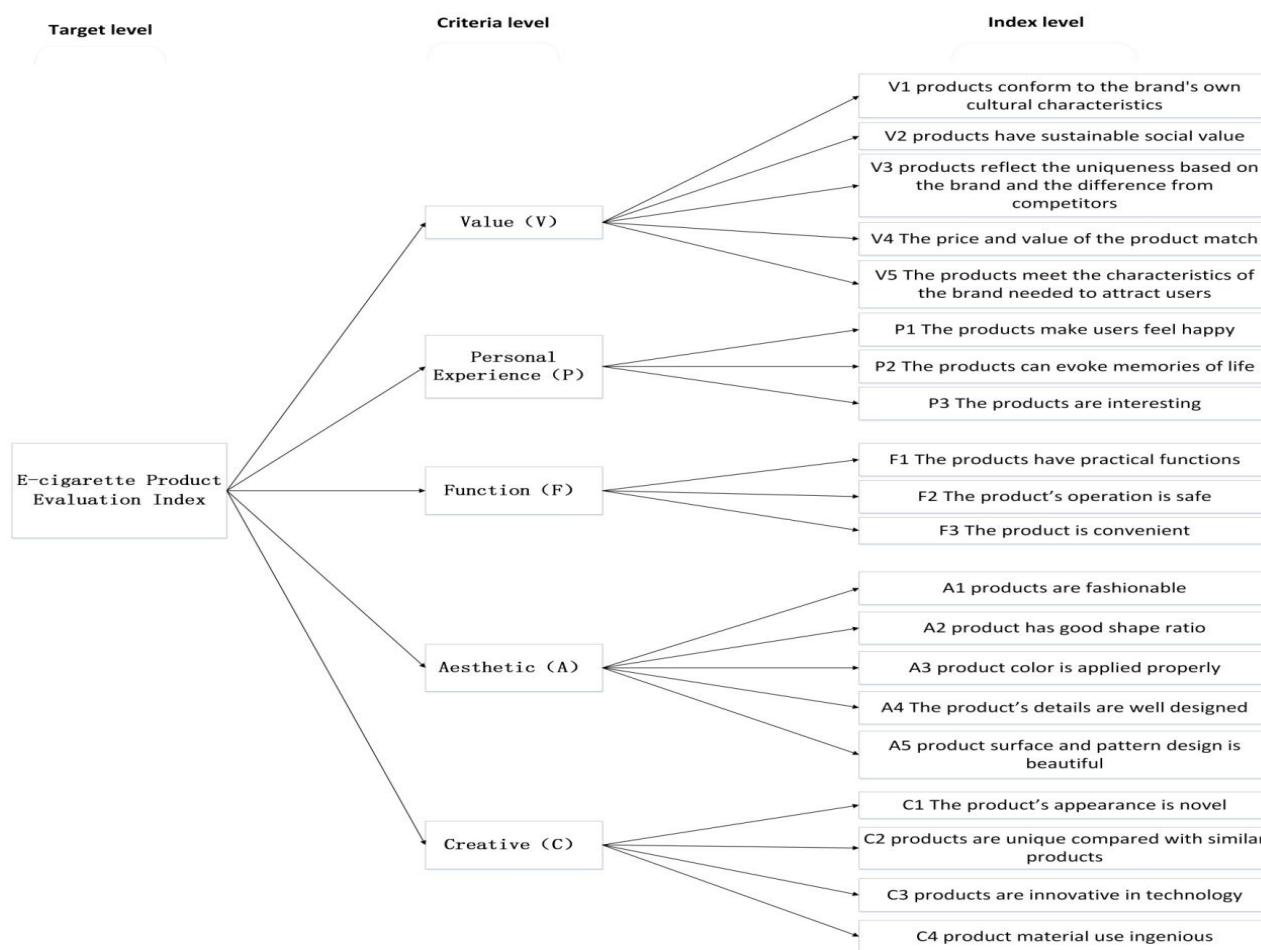 Target level
Criteria level
Index level
V1 products conform to the brand's own
cultural characteristics
V2 products have sustainable social value
V3 products reflect the uniqueness based on
the brand and the difference from
competitors
Value (V)
V4 The price and value of the product match
V5 The products meet the characteristics of
the brand needed to attract users
Personal
Experience (P)
P1 The products make users feel happy
P2 The products can evoke memories of life
P3 The products are interesting
E-cigarette Product
Evaluation Index
Function (F)
F1 The products have practical functions
F2 The product’s operation is safe
F3 The product is convenient
Aesthetic (A)
A1 products are fashionable
A2 product has good shape ratio
A3 product color is applied properly
A4 The product’s details are well designed
A5 product surface and pattern design is
beautiful
Creative (C)
C1 The product’s appearance is novel
C2 products are unique compared with similar
products
C3 products are innovative in technology
C4 product material use ingenious